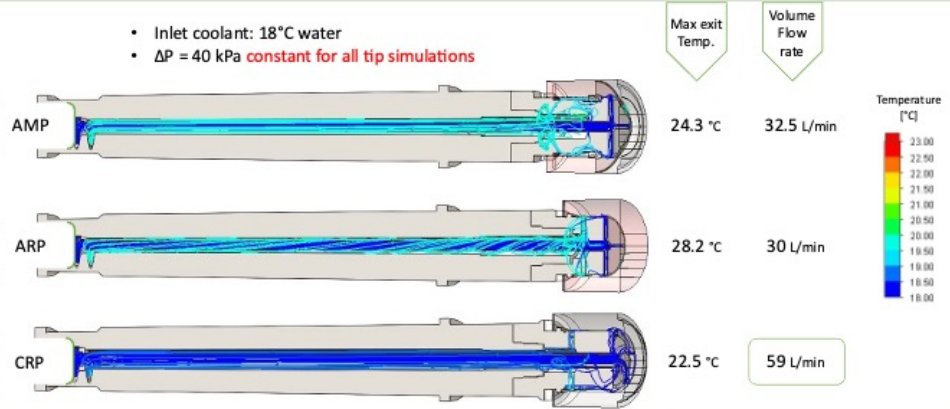 • Inlet coolant: 18°C water
• ΔP = 40 kPa constant for all tip simulations
Max exit
Temp.
Volume
Flow
rate
AMP
24.3 °C
32.5 L/min
ARP
28.2 °C
30 L/min
CRP
22.5 °C
59 L/min
Temperature
[°C]
23.00
22.50
22.00
21.50
21.00
20.50
20.00
19.50
19.00
18.50
18.00